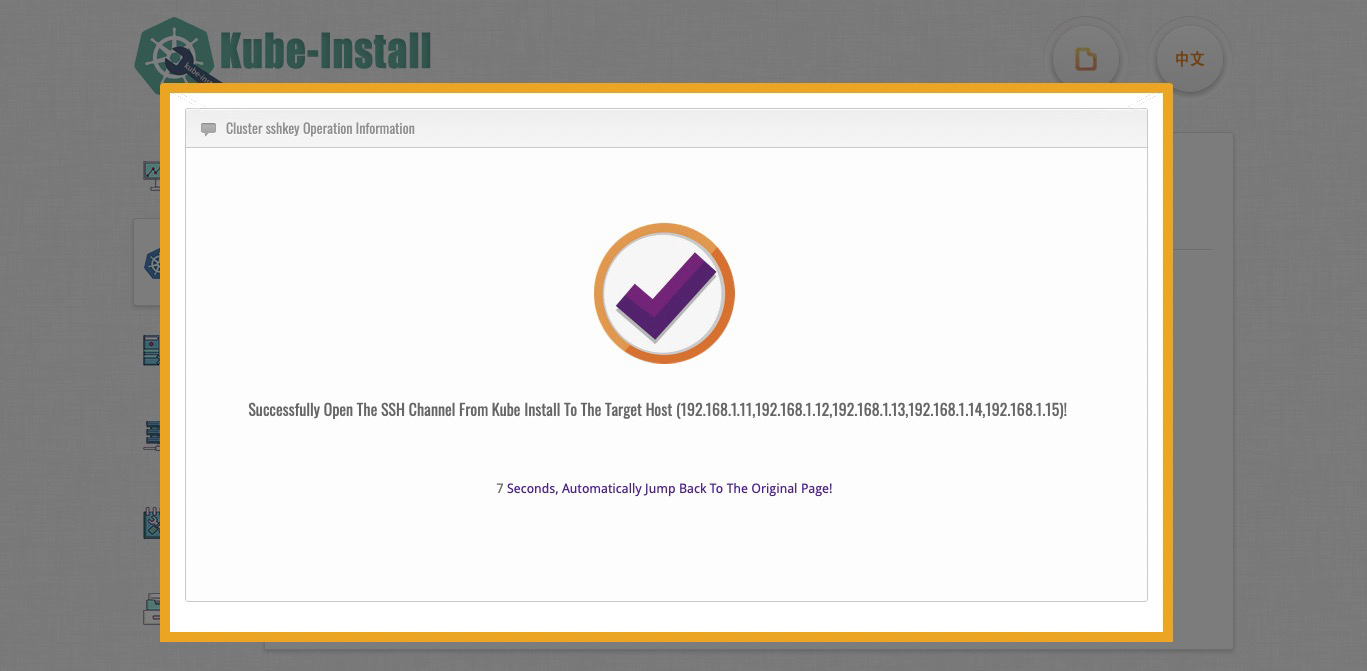 Kube-Install
kube-ins
中文
Cluster sshkey Operation Information
Successfully Open The SSH Channel From Kube Install To The Target Host (192.168.1.11,192.168.1.12,192.168.1.13,192.168.1.14,192.168.1.15)!
7 Seconds, Automatically Jump Back To The Original Page!